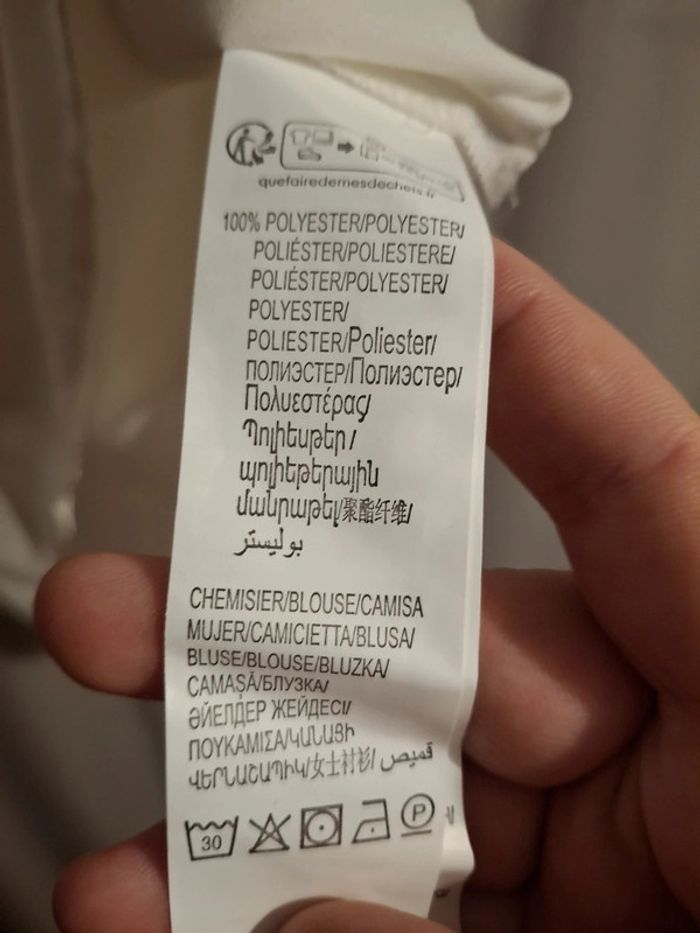 quefairedemesdechets.fr
100% POLYESTER/POLYESTER/
POLIÉSTER/POLIESTERE/
POLIÉSTER/POLYESTER/
POLYESTER/
POLIESTER/Poliester/
ПОЛИЭСТЕР/Полиэстер/
Πολυεστέρας/
Պոլիեսթեր/
պոլիեթերային
մանրաթել/聚酯纤维/
بوليستر
CHEMISIER/BLOUSE/CAMISA
MUJER/CAMICIETTA/BLUSA/
BLUSE/BLOUSE/BLUZKA/
CAMAȘĂ/БЛУЗКА/
ӘЙЕЛДЕР ЖЕЙДЕСІ/
ΠΟΥΚΑΜΙΣΑ/ԿԱՆԱՅԻ
ՎԵՐՆԱՇԱՊԻԿ/女士衬衫/ قميص
30 P